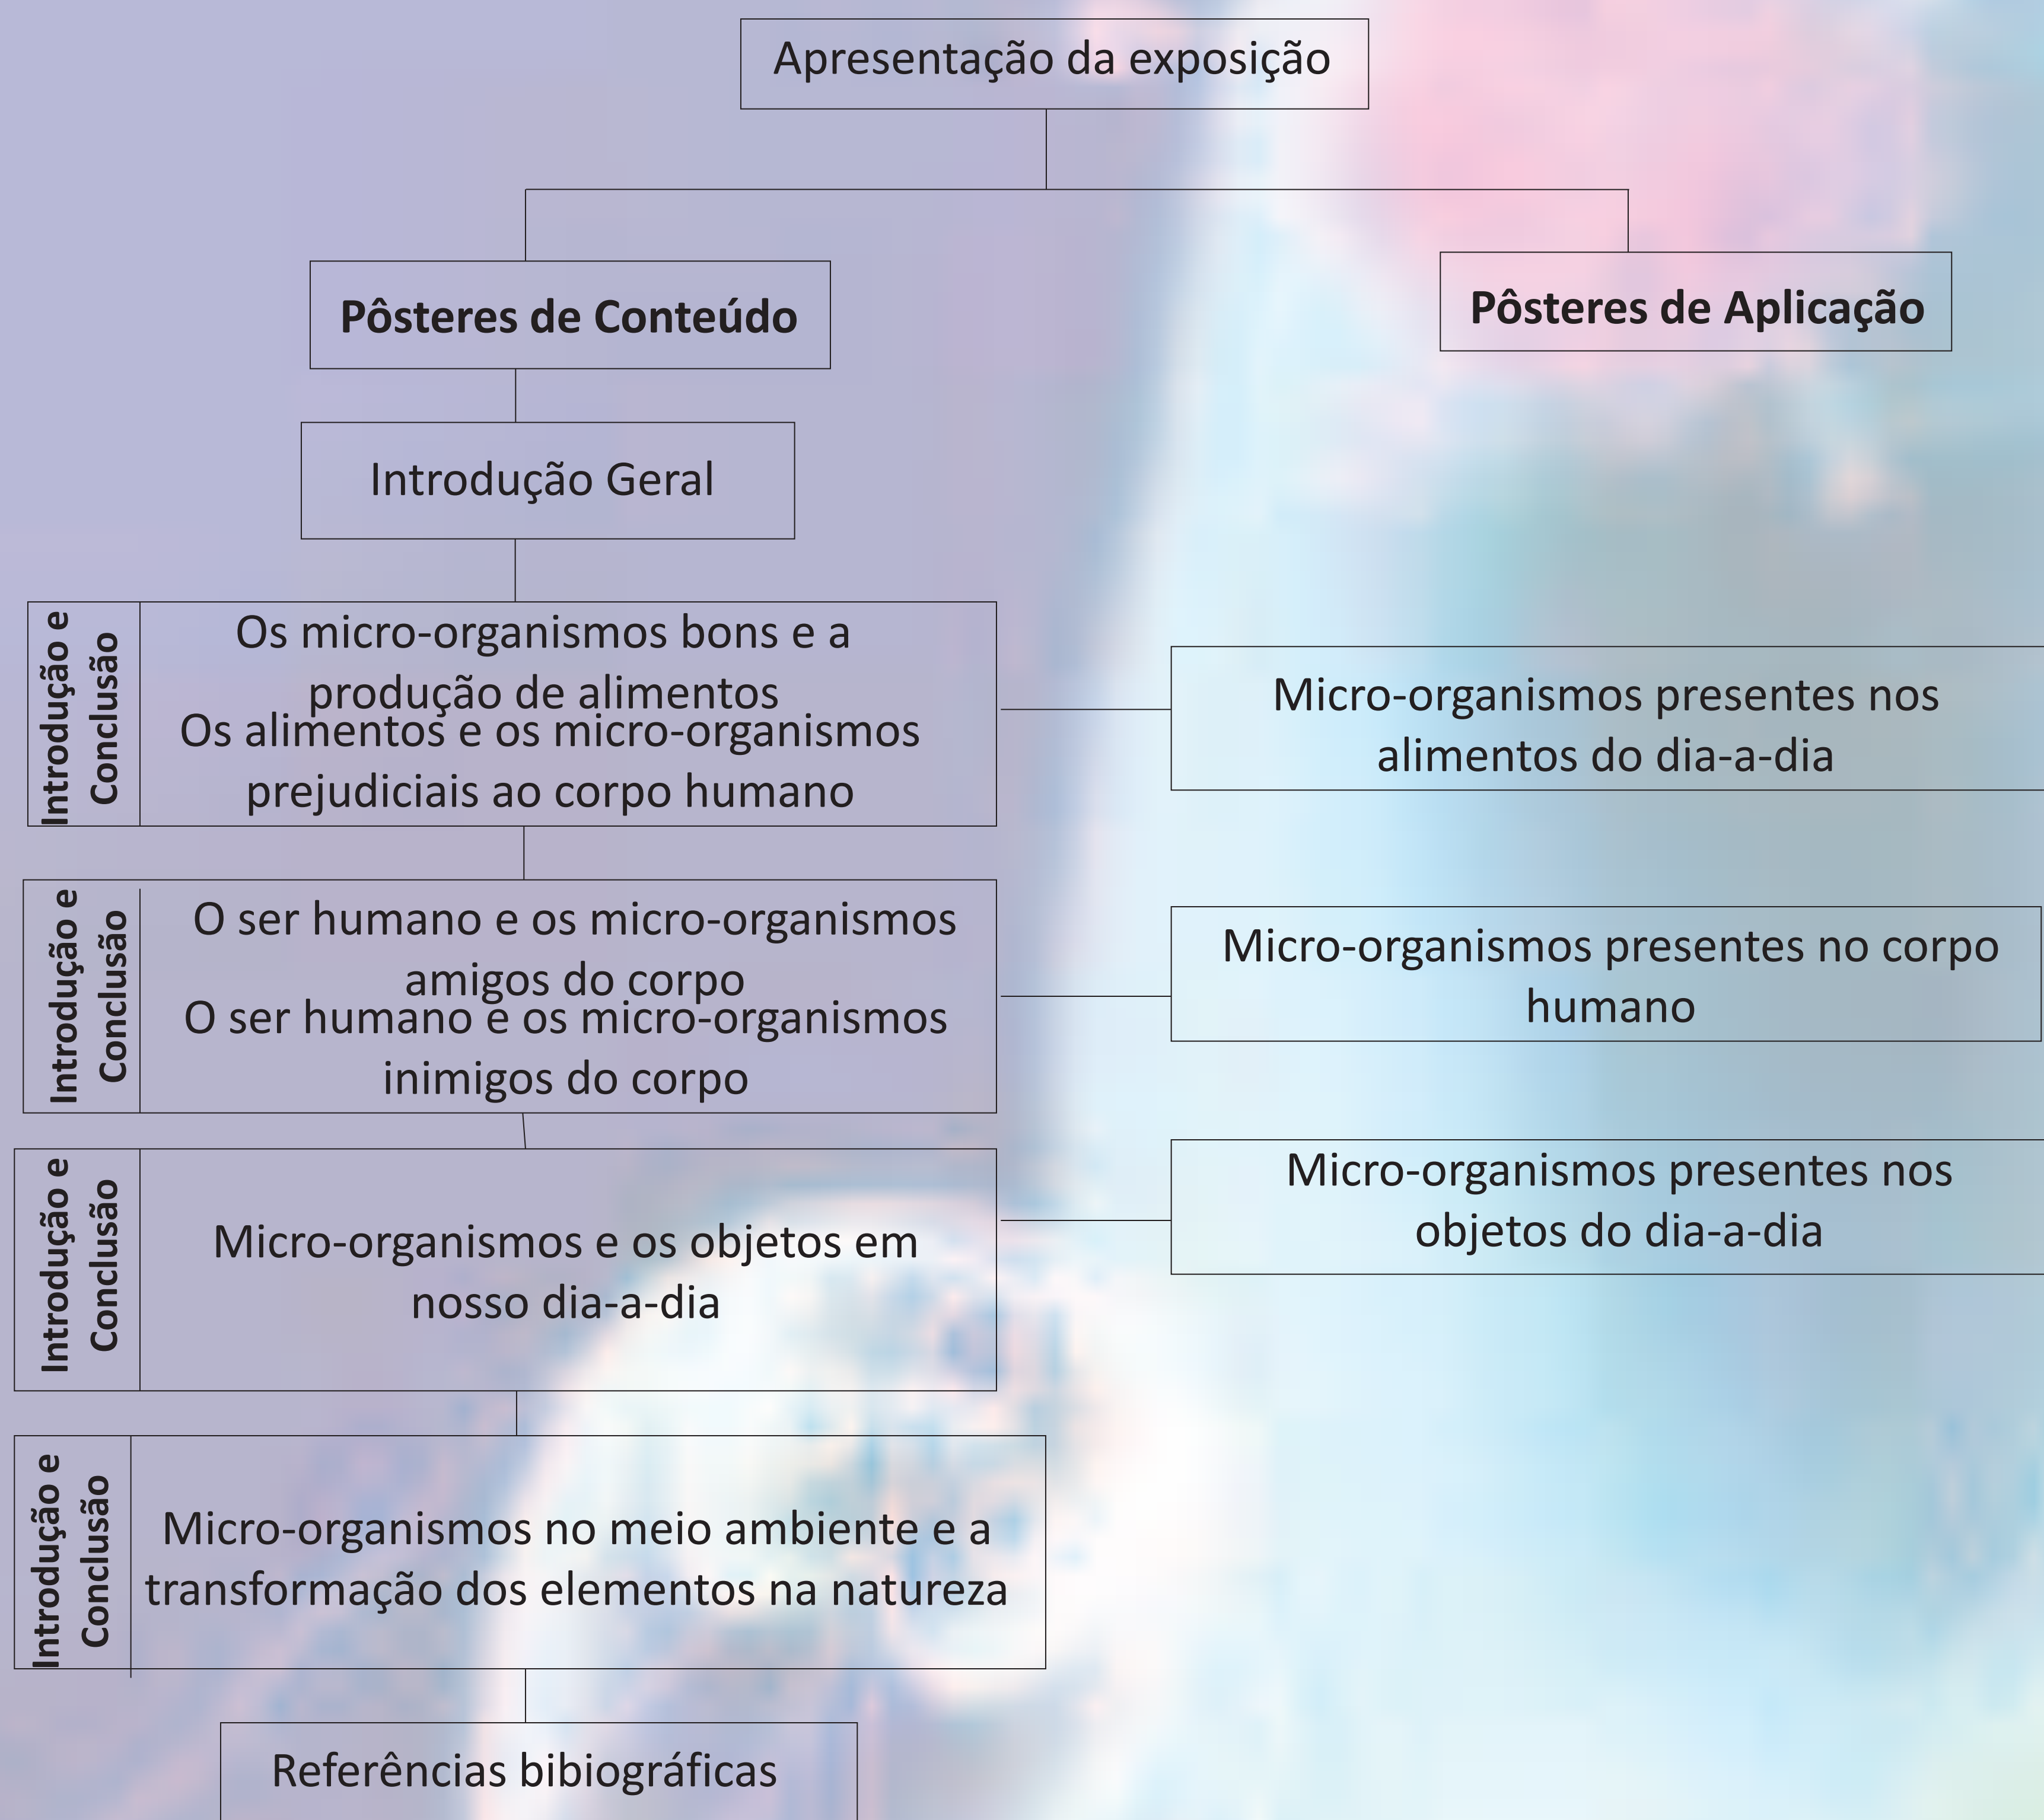 Apresentação da exposição
Pôsteres de Conteúdo
Pôsteres de Aplicação
Introdução Geral
Introdução e
Conclusão
Os micro-organismos bons e a
produção de alimentos
Os alimentos e os micro-organismos
prejudiciais ao corpo humano
Micro-organismos presentes nos
alimentos do dia-a-dia
Introdução e
Conclusão
O ser humano e os micro-organismos
amigos do corpo
O ser humano e os micro-organismos
inimigos do corpo
Micro-organismos presentes no corpo
humano
Introdução e
Conclusão
Micro-organismos e os objetos em
nosso dia-a-dia
Micro-organismos presentes nos
objetos do dia-a-dia
Introdução e
Conclusão
Micro-organismos no meio ambiente e a
transformação dos elementos na natureza
Referências bibiográficas